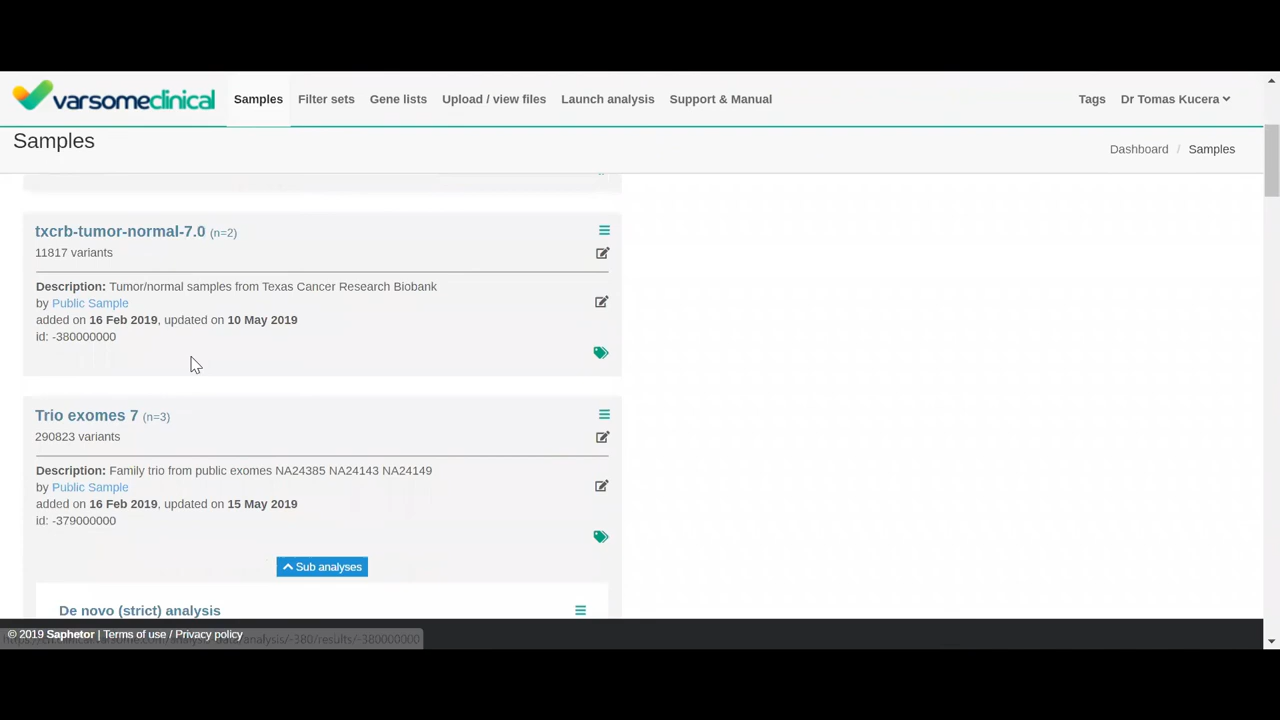 varsomeclinical
Samples
Filter sets
Gene lists
Upload / view files
Launch analysis
Support & Manual
Tags
Dr Tomas Kucera
Samples
Dashboard / Samples
txcrb-tumor-normal-7.0 (n=2)
11817 variants
Description: Tumor/normal samples from Texas Cancer Research Biobank
by Public Sample
added on 16 Feb 2019, updated on 10 May 2019
id: -380000000
Trio exomes 7 (n=3)
290823 variants
Description: Family trio from public exomes NA24385 NA24143 NA24149
by Public Sample
added on 16 Feb 2019, updated on 15 May 2019
id: -379000000
Sub analyses
De novo (strict) analysis
© 2019 Saphetor | Terms of use / Privacy policy